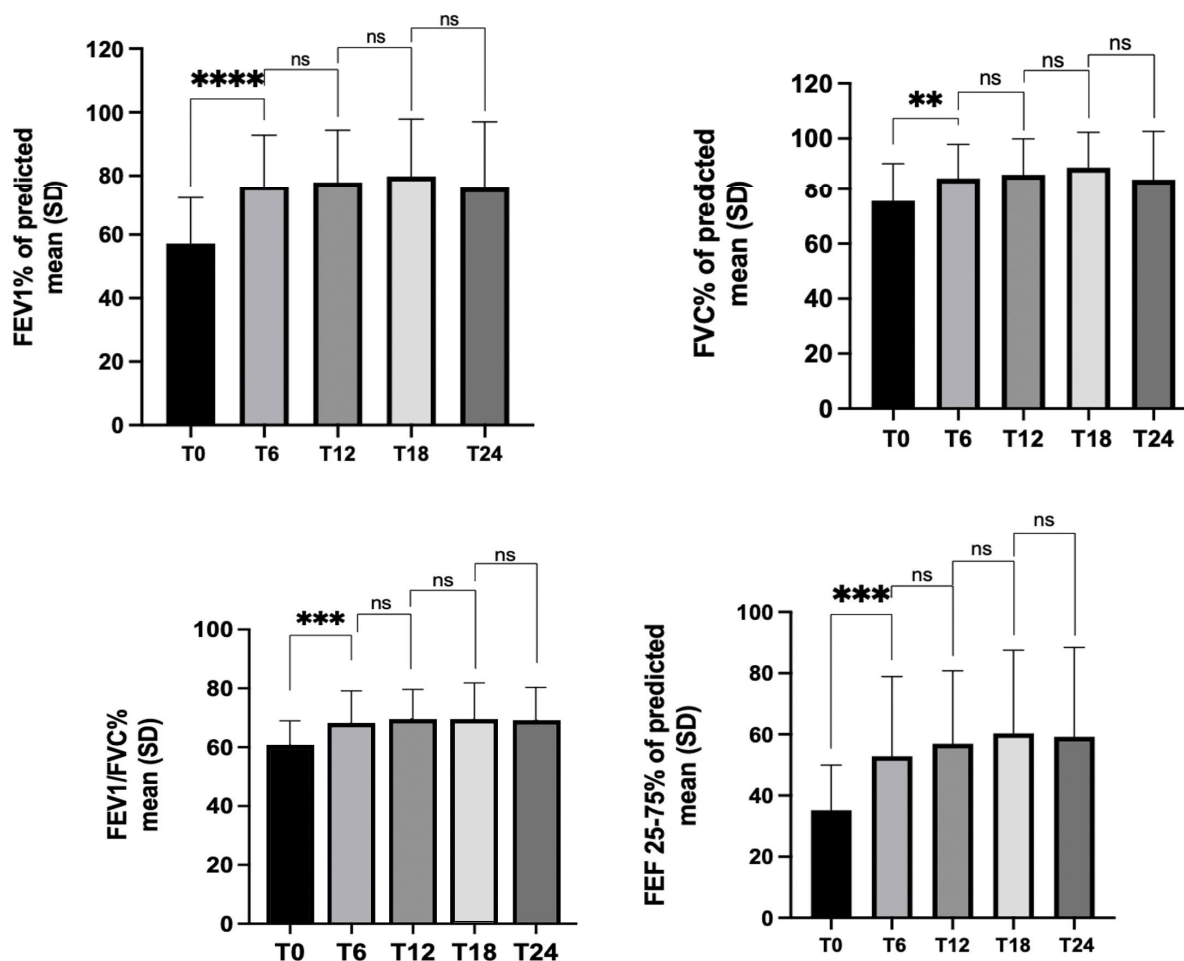 ns
ns
ns
****
120
100
80
60
40
20
0
FEV1% of predicted
mean (SD)
T0 T6 T12 T18 T24
ns
ns
ns
**
120
100
80
60
40
20
0
FVC% of predicted
mean (SD)
T0 T6 T12 T18 T24
ns
ns
ns
***
100
80
60
40
20
0
FEV1/FVC%
mean (SD)
T0 T6 T12 T18 T24
ns
ns
ns
***
100
80
60
40
20
0
FEF 25-75% of predicted
mean (SD)
T0 T6 T12 T18 T24